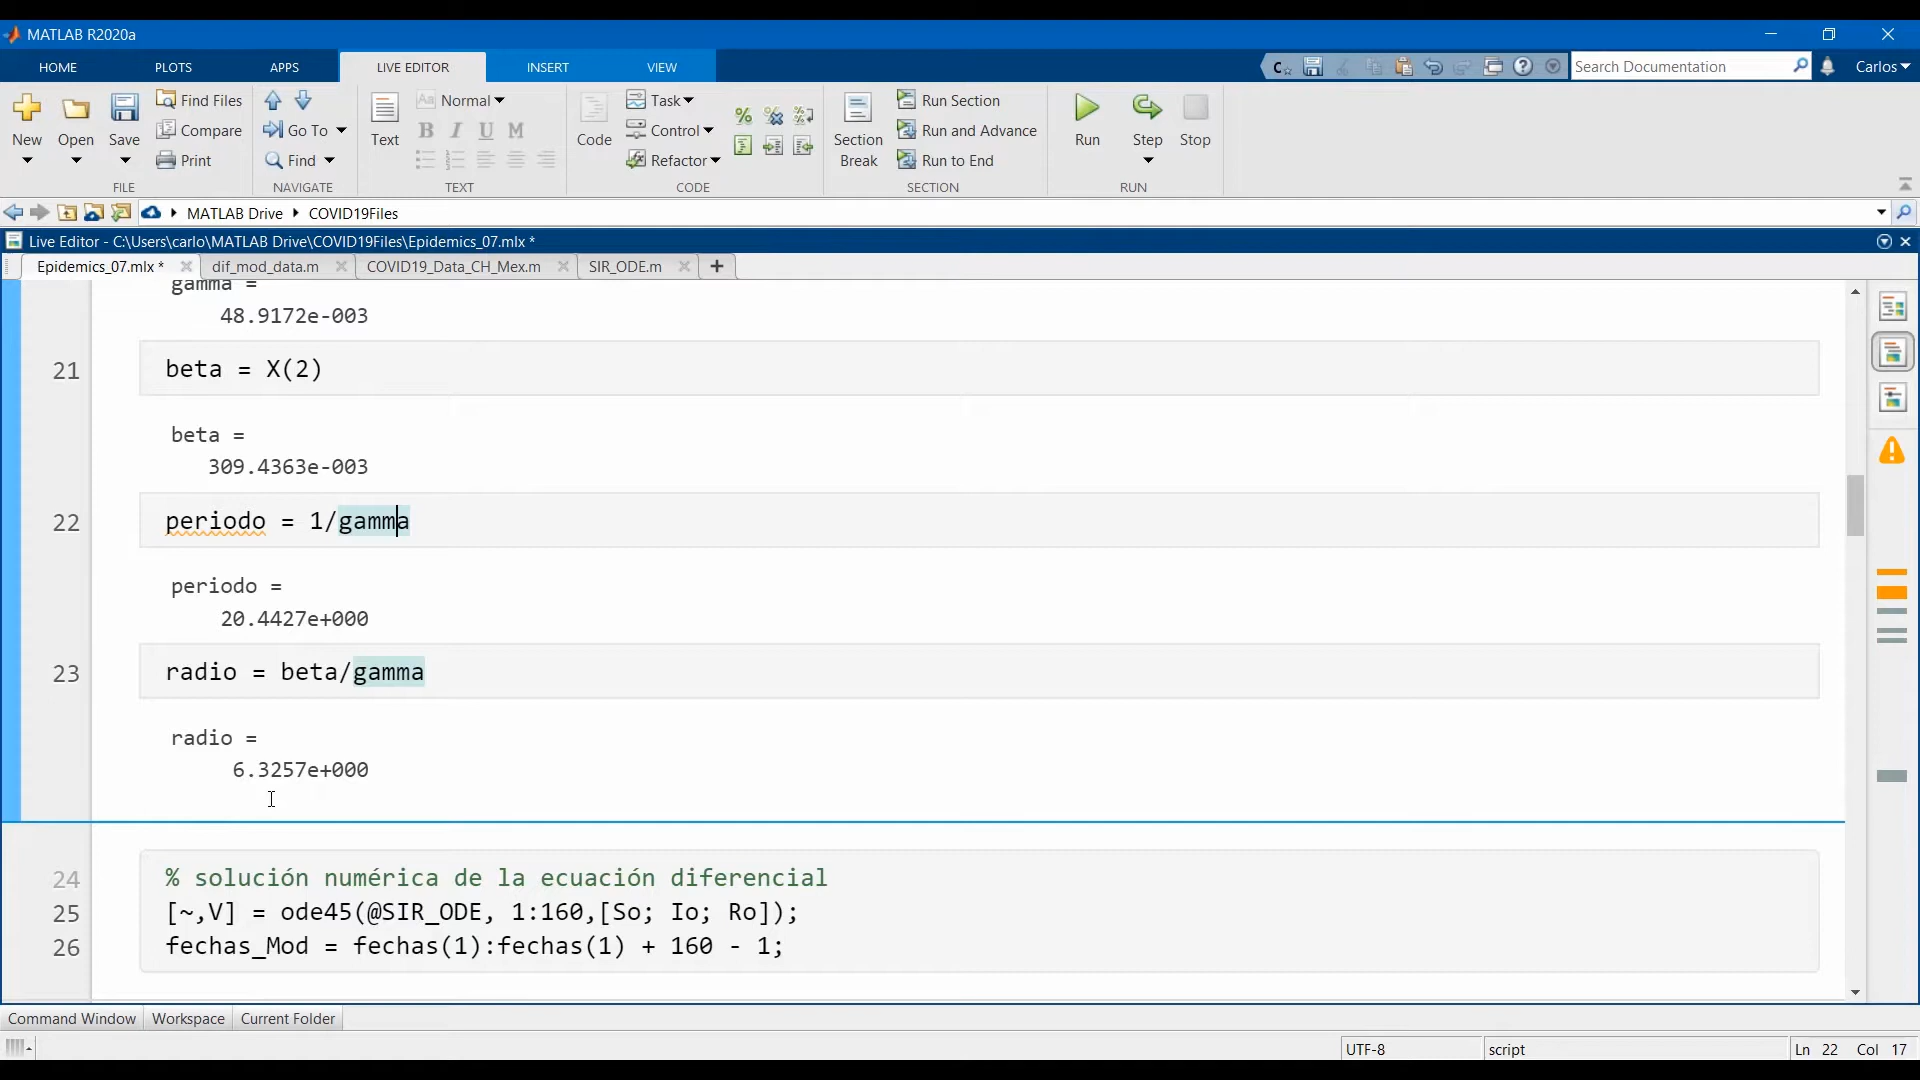 MATLAB R2020a
HOME PLOTS APPS LIVE EDITOR INSERT VIEW Search Documentation Carlos
New Open Save Find Files Compare Print Go To Find Text Normal B I U M Code Task Control Refactor Section Break Run Section Run and Advance Run to End Run Step Stop
FILE NAVIGATE TEXT CODE SECTION RUN
MATLAB Drive COVID19Files
Live Editor - C:\Users\carlo\MATLAB Drive\COVID19Files\Epidemics_07.mlx *
Epidemics_07.mlx * dif_mod_data.m COVID19_Data_CH_Mex.m SIR_ODE.m
gamma =
48.9172e-003
21 beta = X(2)
beta =
309.4363e-003
22 periodo = 1/gamma
periodo =
20.4427e+000
23 radio = beta/gamma
radio =
6.3257e+000
24 % solución numérica de la ecuación diferencial
25 [~,V] = ode45(@SIR_ODE, 1:160,[So; Io; Ro]);
26 fechas_Mod = fechas(1):fechas(1) + 160 - 1;
Command Window Workspace Current Folder
UTF-8 script Ln 22 Col 17